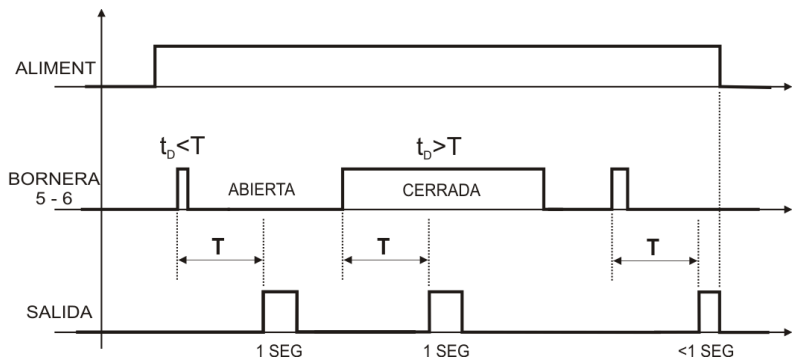 ALIMENT
t_D<T
t_D>T
BORNERA
5 - 6
ABIERTA
CERRADA
T
T
T
SALIDA
1 SEG
1 SEG
<1 SEG